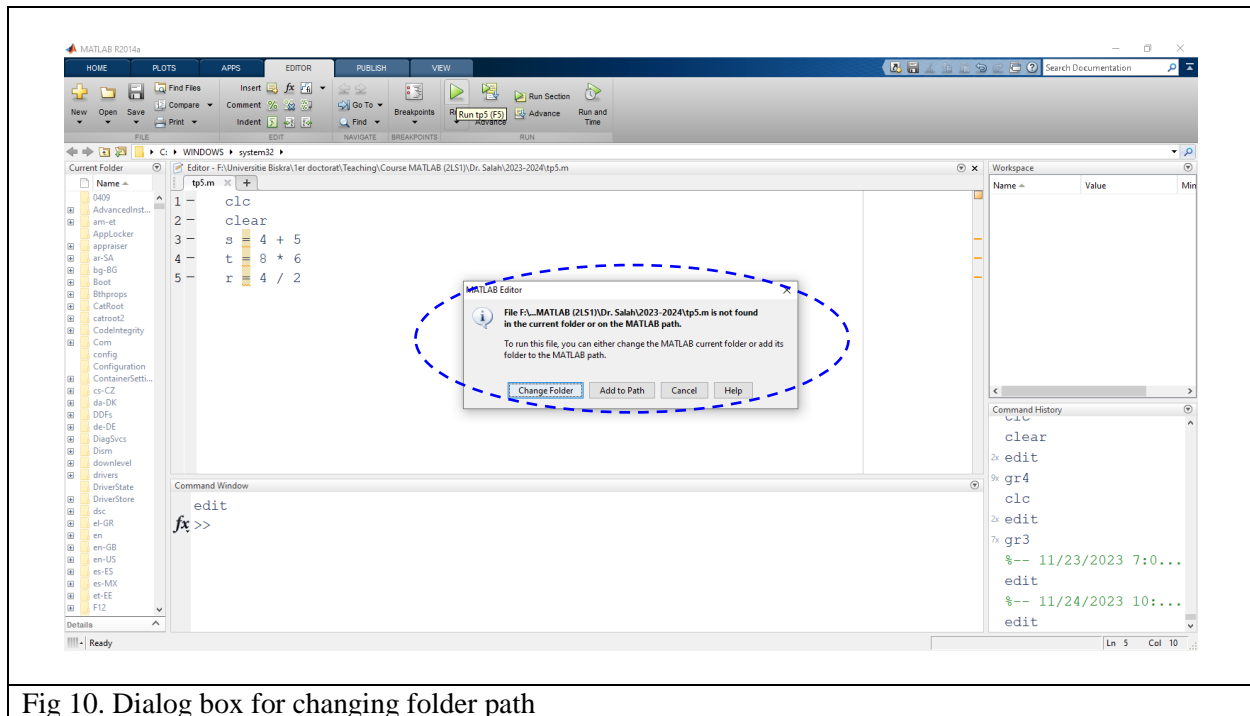 MATLAB R2014a
HOME PLOTS APPS EDITOR PUBLISH VIEW
Search Documentation
New Open Save
Find Files
Compare
Print
FILE
Insert fx
Comment
Indent
EDIT
Go To
Find
NAVIGATE
Breakpoints
BREAKPOINTS
Run tp5 (F5)
Advance
Run Section
Advance
Run and
Time
RUN
C: WINDOWS system32
Current Folder
Name
0409
AdvancedInst...
am-et
AppLocker
appraiser
ar-SA
bg-BG
Boot
Bthprops
CatRoot
catroot2
CodeIntegrity
Com
config
Configuration
ContainerSetti...
cs-CZ
da-DK
DDFs
de-DE
DiagSvcs
Dism
downlevel
drivers
DriverState
DriverStore
dsc
el-GR
en
en-GB
en-US
es-ES
es-MX
et-EE
F12
Details
Editor - F:\Universitie Biskra\1er doctorat\Teaching\Course MATLAB (2LS1)\Dr. Salah\2023-2024\tp5.m
tp5.m
1 - clc
2 - clear
3 - s = 4 + 5
4 - t = 8 * 6
5 - r = 4 / 2
MATLAB Editor
File F:\...MATLAB (2LS1)\Dr. Salah\2023-2024\tp5.m is not found
in the current folder or on the MATLAB path.
To run this file, you can either change the MATLAB current folder or add its
folder to the MATLAB path.
Change Folder Add to Path Cancel Help
Command Window
edit
fx >>
Workspace
Name Value Min
Command History
clc
clear
2x edit
9x gr4
clc
2x edit
7x gr3
%-- 11/23/2023 7:0...
edit
%-- 11/24/2023 10:...
edit
Ready
Ln 5 Col 10
Fig 10. Dialog box for changing folder path